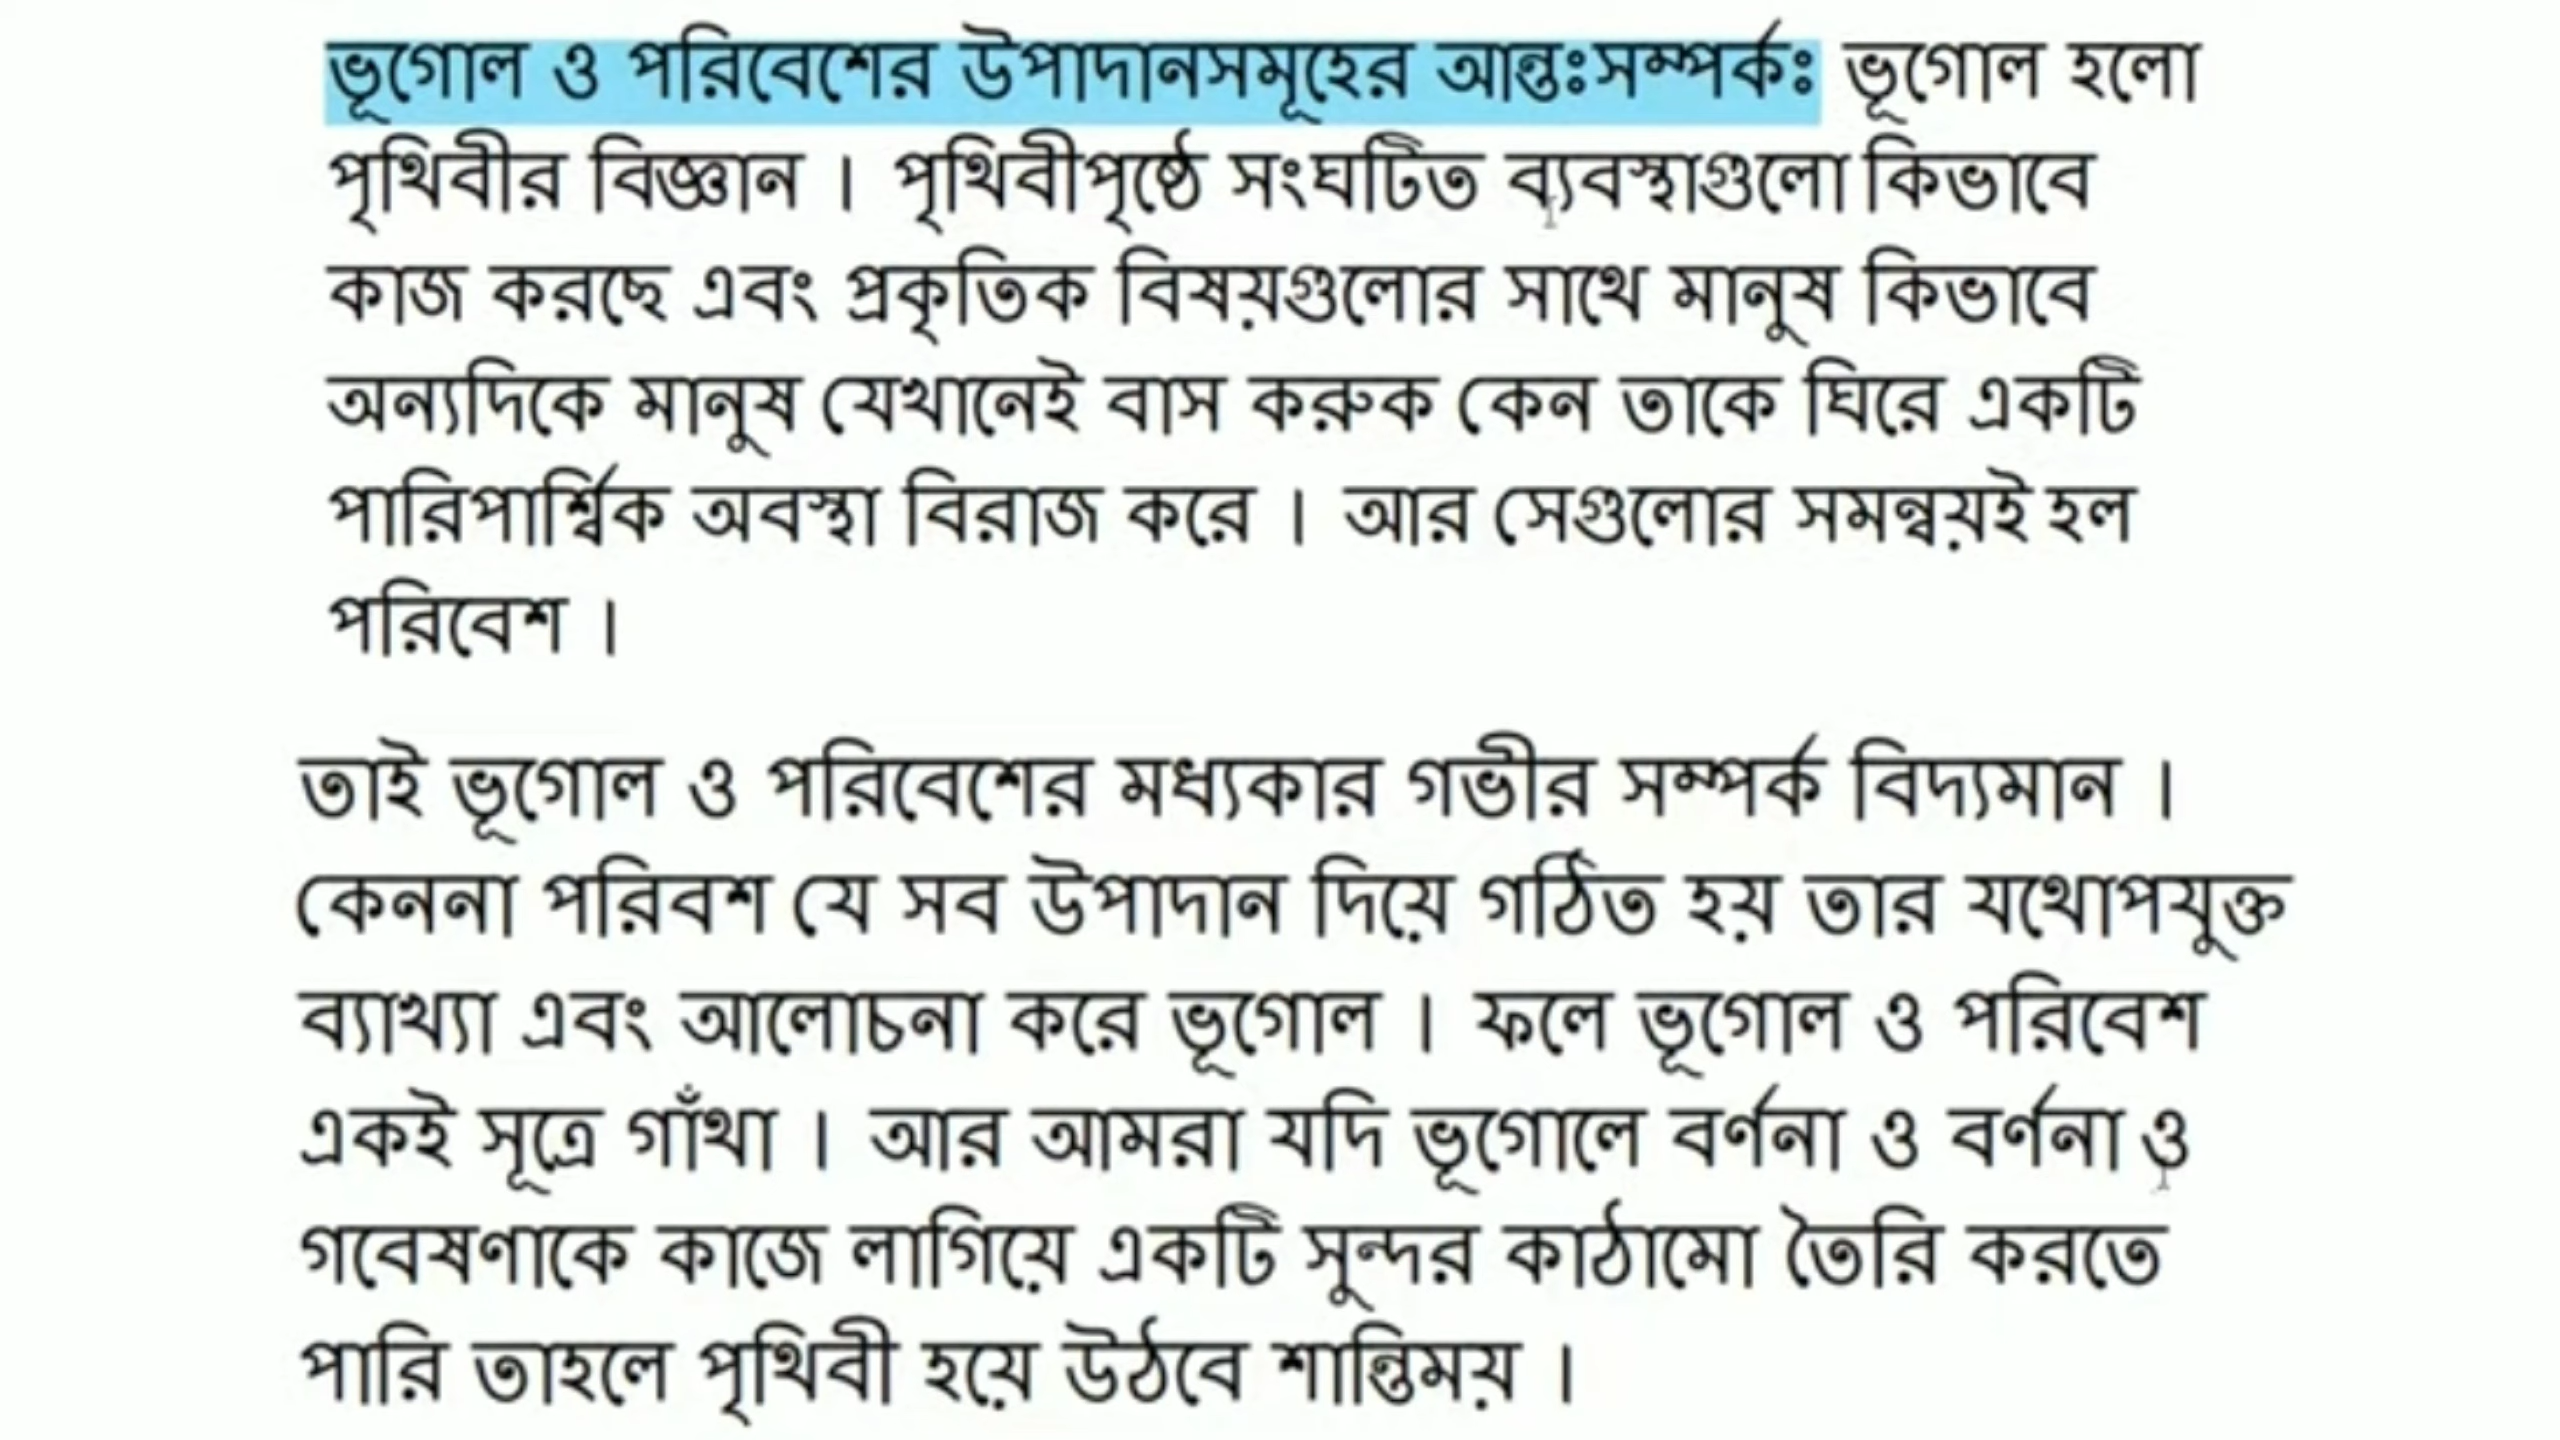 ভূগোল ও পরিবেশের উপাদানসমূহের আন্তঃসম্পর্কঃ ভূগোল হলো
পৃথিবীর বিজ্ঞান । পৃথিবীপৃষ্ঠে সংঘটিত ব্যবস্থাগুলো কিভাবে
কাজ করছে এবং প্রকৃতিক বিষয়গুলোর সাথে মানুষ কিভাবে
অন্যদিকে মানুষ যেখানেই বাস করুক কেন তাকে ঘিরে একটি
পারিপার্শ্বিক অবস্থা বিরাজ করে । আর সেগুলোর সমন্বয়ই হল
পরিবেশ ।
তাই ভূগোল ও পরিবেশের মধ্যকার গভীর সম্পর্ক বিদ্যমান ।
কেননা পরিবশ যে সব উপাদান দিয়ে গঠিত হয় তার যথোপযুক্ত
ব্যাখ্যা এবং আলোচনা করে ভূগোল । ফলে ভূগোল ও পরিবেশ
একই সূত্রে গাঁথা । আর আমরা যদি ভূগোলে বর্ণনা ও বর্ণনা ও
গবেষণাকে কাজে লাগিয়ে একটি সুন্দর কাঠামো তৈরি করতে
পারি তাহলে পৃথিবী হয়ে উঠবে শান্তিময় ।